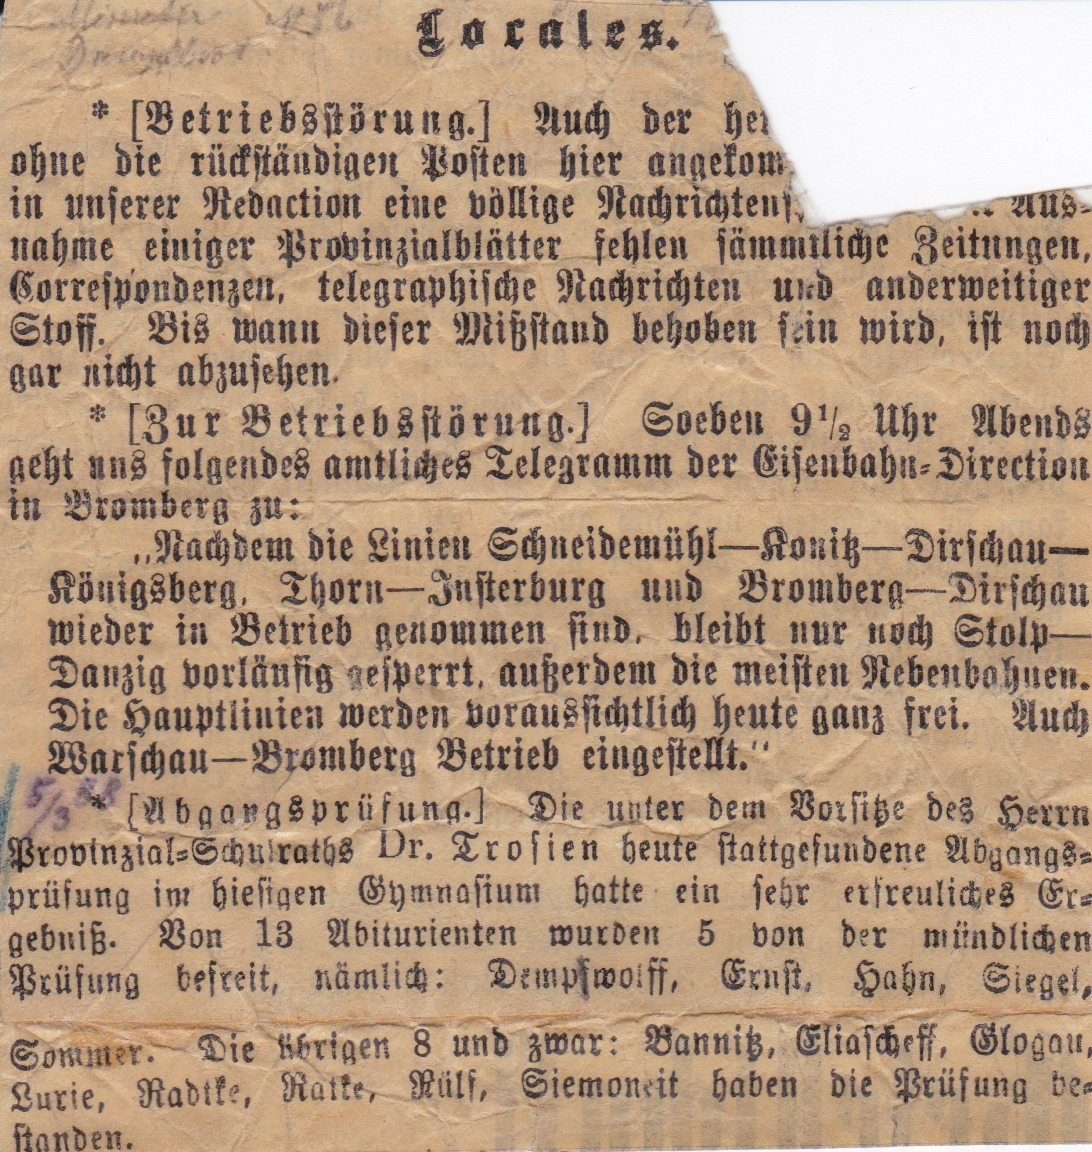 Locales.
* [Betriebsstörung.] Auch der
ohne die rückständigen Posten hier
in unserer Redaction eine völlige Aus-
nahme einiger Provinzialblätter fehlen sämmtliche Zeitungen,
Correspondenzen, telegraphische Nachrichten und anderweitiger
Stoff. Bis wann dieser Mißstand behoben sein wird, ist noch
gar nicht abzusehen.
* [Zur Betriebsstörung.] Soeben 9½ Uhr Abends
geht uns folgendes amtliches Telegramm der Eisenbahn-Direction
in Bromberg zu:
„Nachdem die Linien Schneidemühl—Konitz—Dirschau—
Königsberg, Thorn—Insterburg und Bromberg—Dirschau
wieder in Betrieb genommen sind, bleibt nur noch Stolp—
Danzig vorläufig gesperrt, außerdem die meisten Nebenbahnen.
Die Hauptlinien werden voraussichtlich heute ganz frei. Auch
Warschau—Bromberg Betrieb eingestellt."
5/3 88
* [Abgangsprüfung.] Die unter dem Vorsitze des Herrn
Provinzial-Schulraths Dr. Trosien heute stattgefundene Abgangs-
prüfung im hiesigen Gymnasium hatte ein sehr erfreuliches Er-
gebniß. Von 13 Abiturienten wurden 5 von der mündlichen
Prüfung befreit, nämlich: Dempfwolff, Ernst, Hahn, Siegel,
Sommer. Die übrigen 8 und zwar: Bannitz, Eliascheff, Glogau,
Lurie, Radtke, Ratke, Rülf, Siemoneit haben die Prüfung be-
standen.